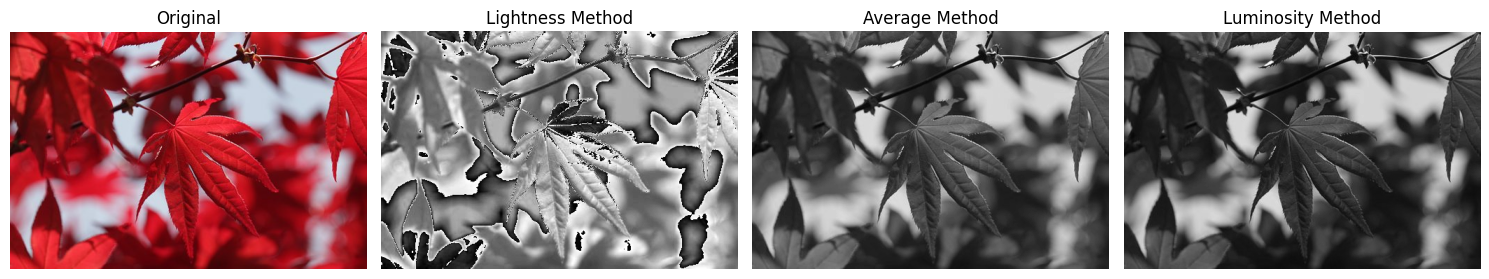 Original
Lightness Method
Average Method
Luminosity Method